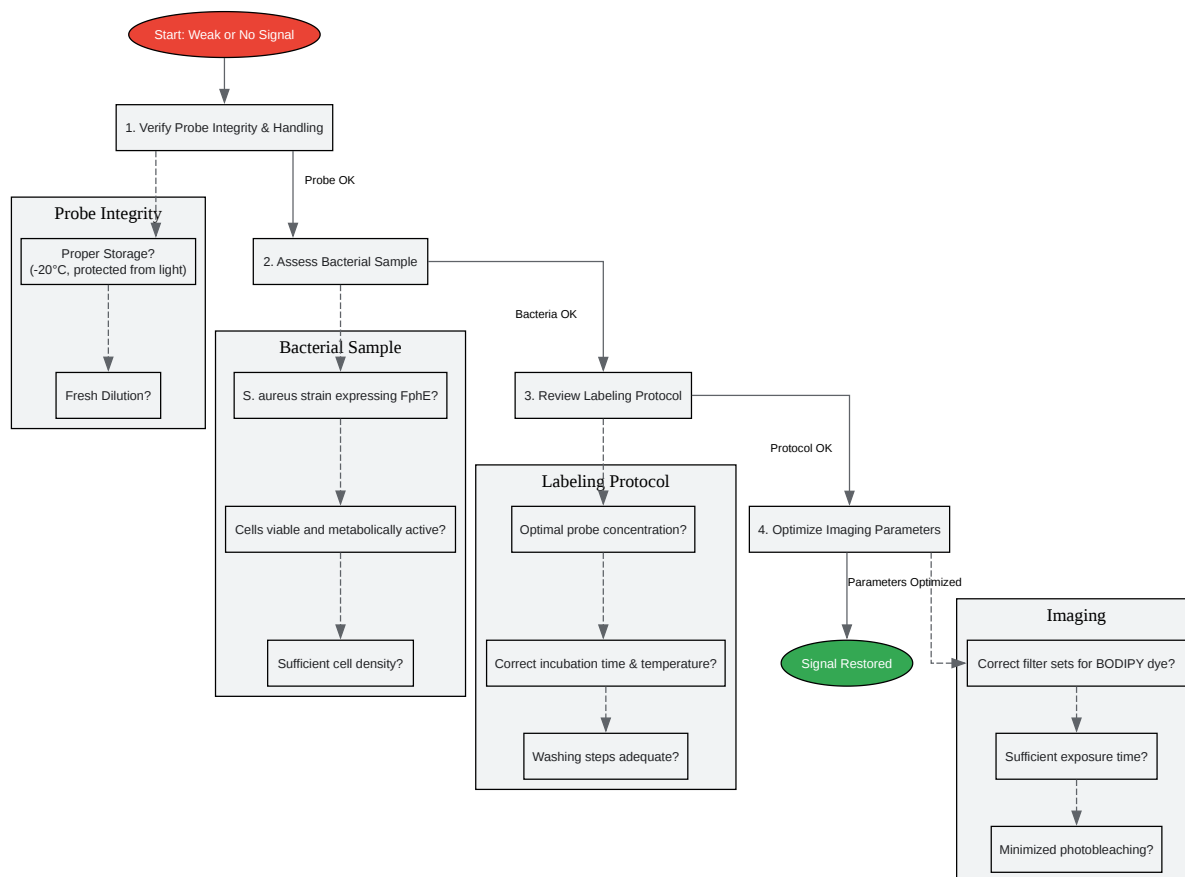 Start: Weak or No Signal
1. Verify Probe Integrity & Handling
Probe OK
Probe Integrity
Proper Storage?
(-20°C, protected from light)
Fresh Dilution?
2. Assess Bacterial Sample
Bacteria OK
Bacterial Sample
S. aureus strain expressing FphE?
Cells viable and metabolically active?
Sufficient cell density?
3. Review Labeling Protocol
Protocol OK
Labeling Protocol
Optimal probe concentration?
Correct incubation time & temperature?
Washing steps adequate?
4. Optimize Imaging Parameters
Parameters Optimized
Signal Restored
Imaging
Correct filter sets for BODIPY dye?
Sufficient exposure time?
Minimized photobleaching?